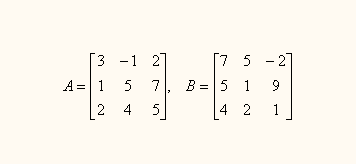 A = [3 -1 2; 1 5 7; 2 4 5], B = [7 5 -2; 5 1 9; 4 2 1]